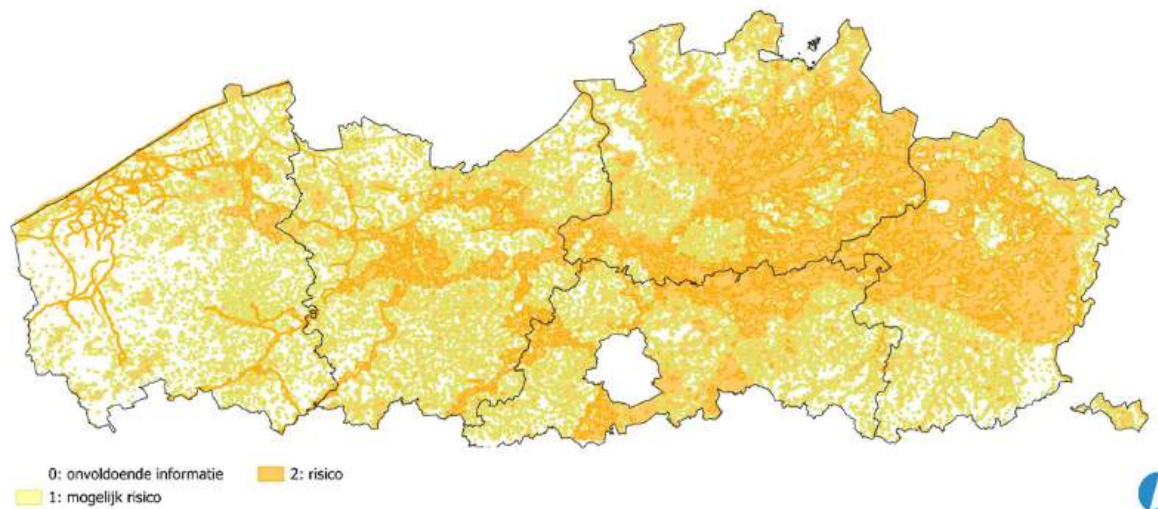 0: onvoldoende informatie
2: risico
1: mogelijk risico